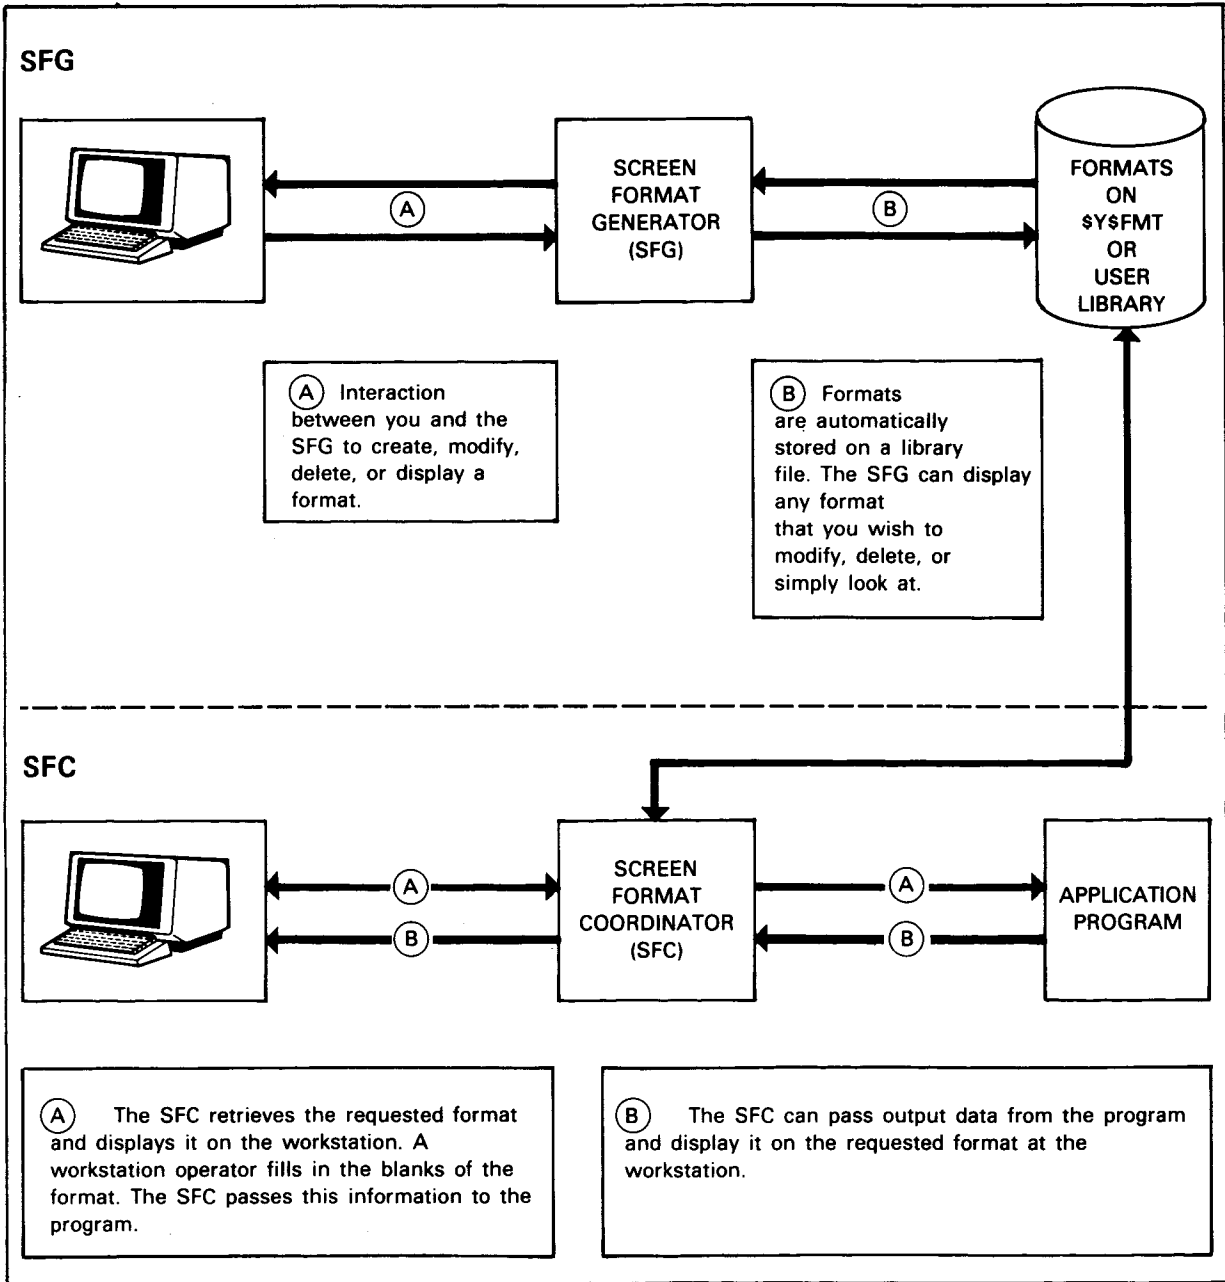 SFG
SCREEN
FORMAT
GENERATOR
(SFG)
FORMATS
ON
$Y$FMT
OR
USER
LIBRARY
A
B
A Interaction
between you and the
SFG to create, modify,
delete, or display a
format.
B Formats
are automatically
stored on a library
file. The SFG can display
any format
that you wish to
modify, delete, or
simply look at.
SFC
A
B
SCREEN
FORMAT
COORDINATOR
(SFC)
A
B
APPLICATION
PROGRAM
A The SFC retrieves the requested format
and displays it on the workstation. A
workstation operator fills in the blanks of the
format. The SFC passes this information to the
program.
B The SFC can pass output data from the program
and display it on the requested format at the
workstation.